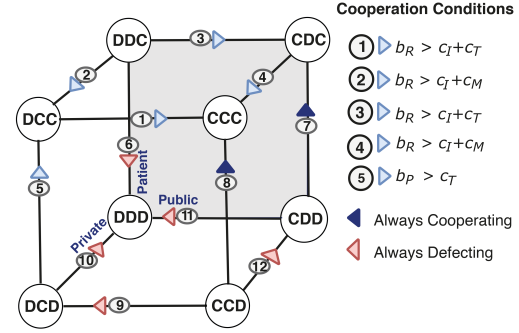 Cooperation Conditions
DDC
3
CDC
1 b_R > c_I+c_T
2
4
2 b_R > c_I+c_M
DCC
1
CCC
3 b_R > c_I+c_T
6
7
4 b_R > c_I+c_M
Patient
5
8
5 b_P > c_T
Public
DDD
11
CDD
Always Cooperating
Private
10
12
Always Defecting
DCD
9
CCD